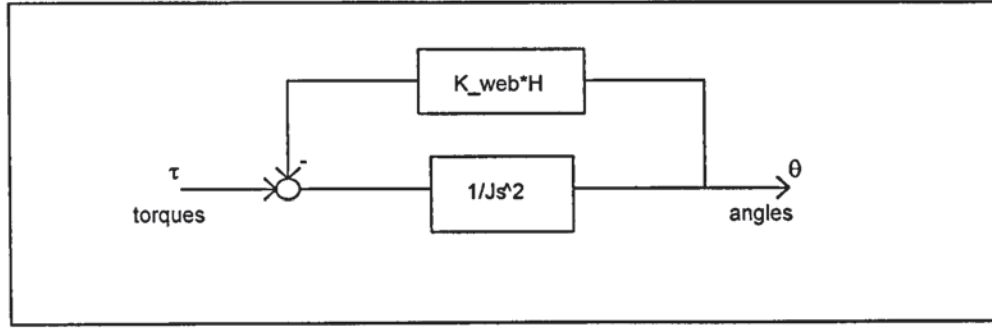 K_web*H
-
τ
torques
1/Js^2
θ
angles